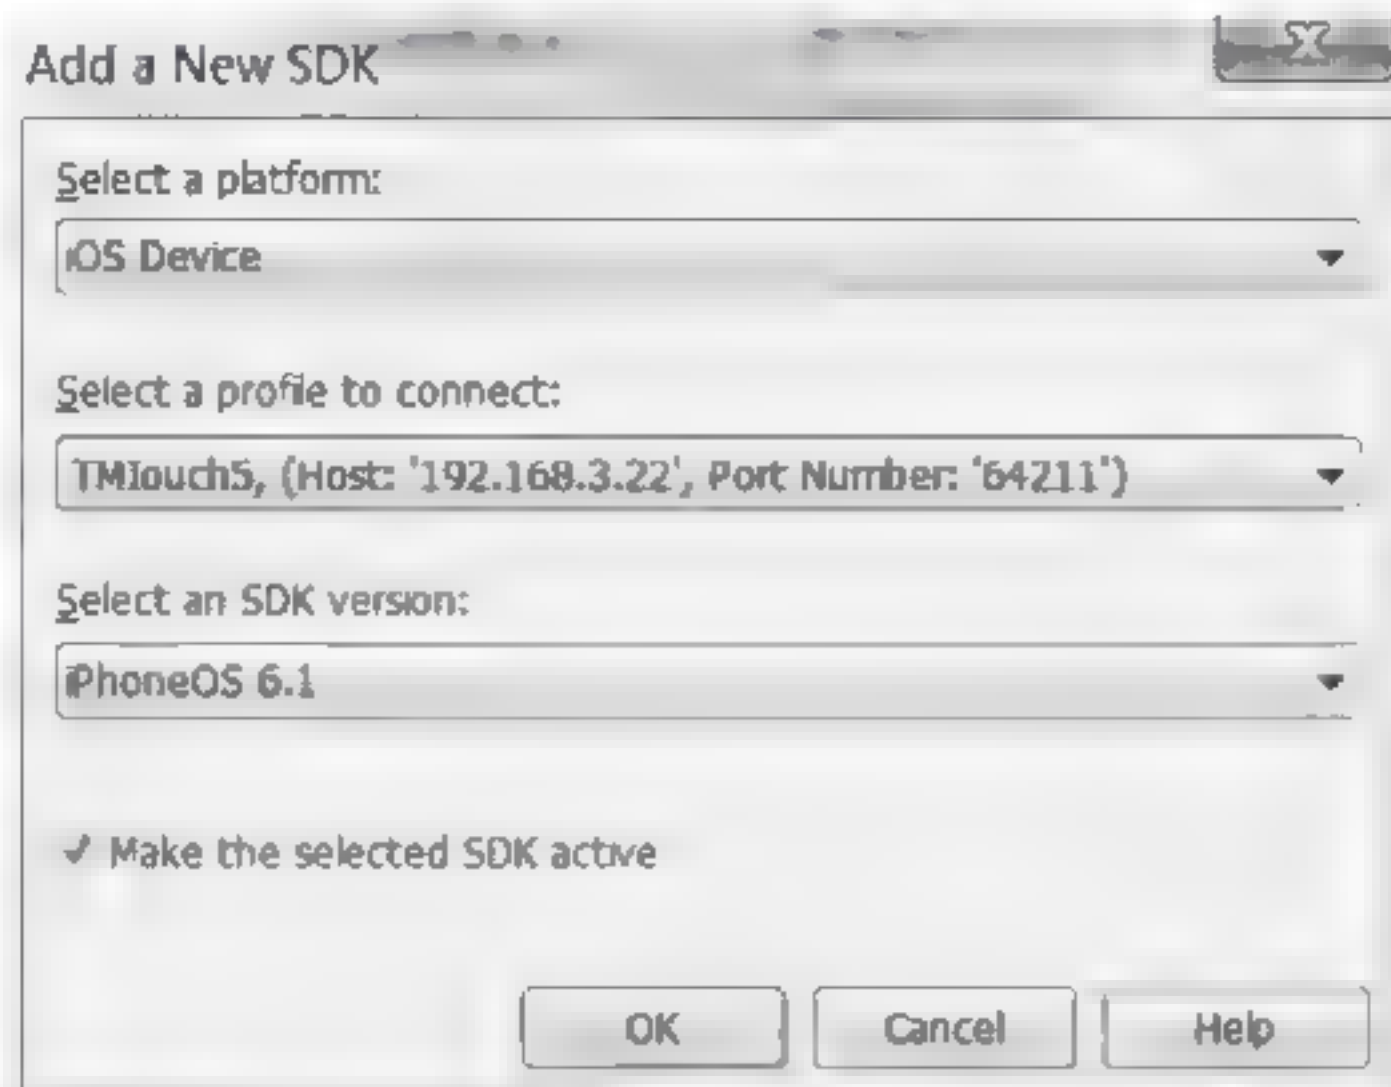 Add a New SDK
Select a platform:
iOS Device
Select a profile to connect:
TMIouch5, (Host: '192.168.3.22', Port Number: '64211')
Select an SDK version:
iPhoneOS 6.1
Make the selected SDK active
OK Cancel Help